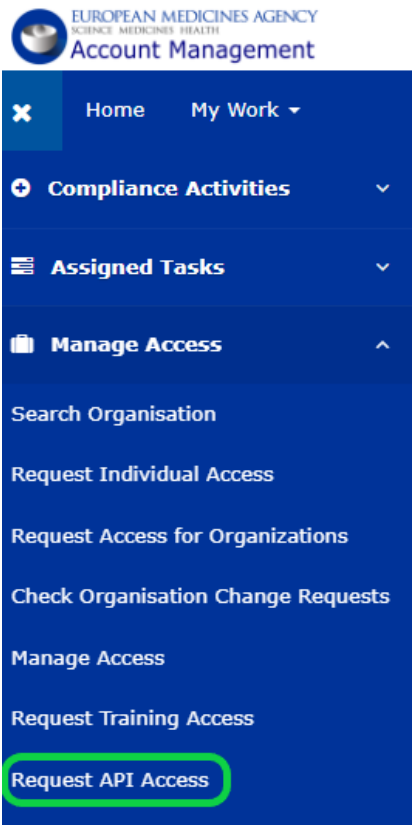 EUROPEAN MEDICINES AGENCY
SCIENCE MEDICINES HEALTH
Account Management
Home My Work
Compliance Activities
Assigned Tasks
Manage Access
Search Organisation
Request Individual Access
Request Access for Organizations
Check Organisation Change Requests
Manage Access
Request Training Access
Request API Access